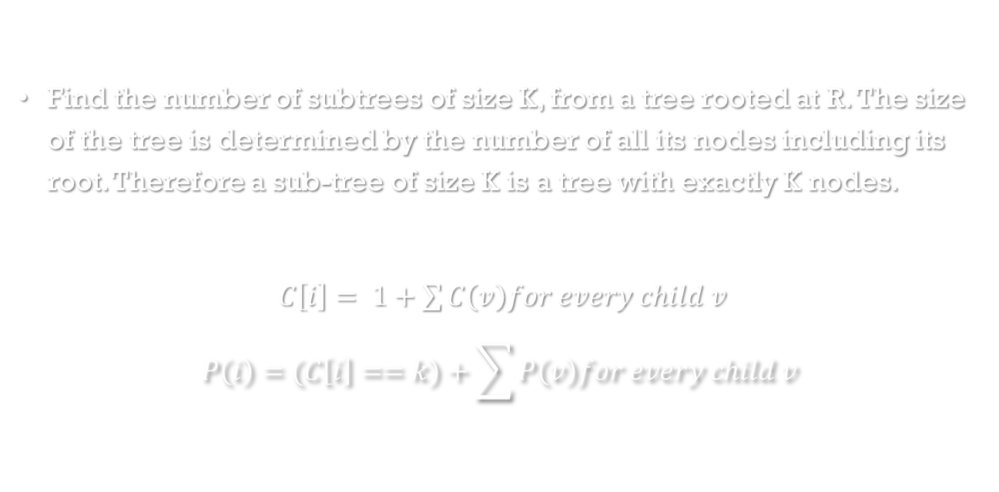 • Find the number of subtrees of size K, from a tree rooted at R. The size
of the tree is determined by the number of all its nodes including its
root. Therefore a sub-tree of size K is a tree with exactly K nodes.
C[i] = 1 + ∑ C(v) for every child v
P(i) = (C[i] == k) + ∑ P(v) for every child v